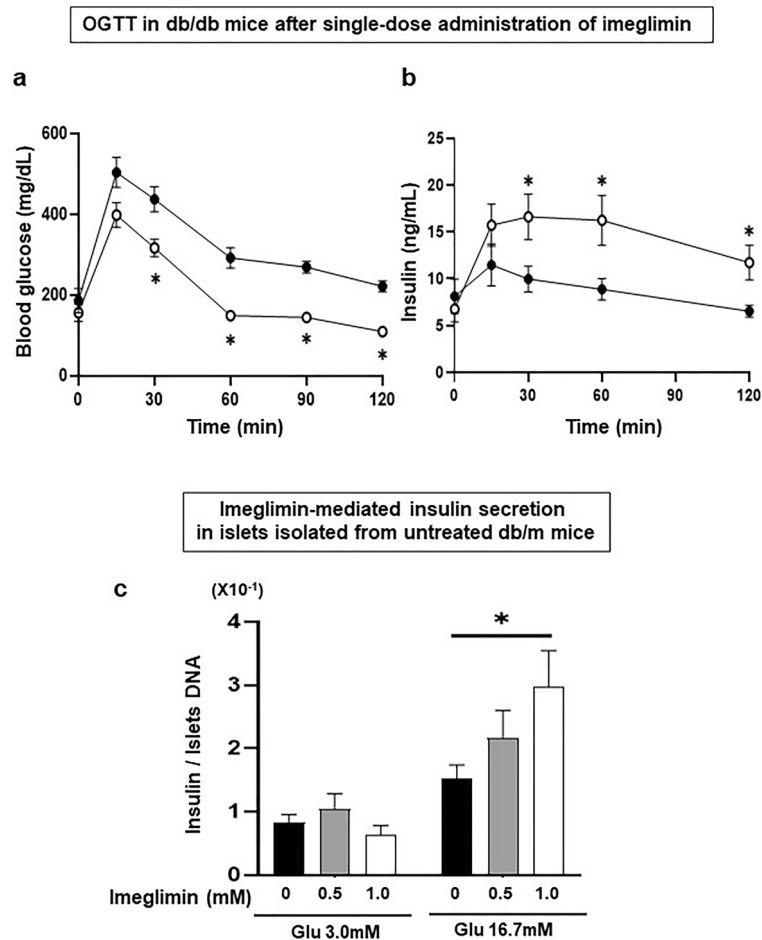 OGTT in db/db mice after single-dose administration of imeglimin
a
b
600
400
200
0
Blood glucose (mg/dL)
*
*
*
*
0
30
60
90
120
Time (min)
25
20
15
10
5
0
Insulin (ng/mL)
*
*
*
0
30
60
90
120
Time (min)
Imeglimin-mediated insulin secretion
in islets isolated from untreated db/m mice
c
(X10-1)
4
3
2
1
0
Insulin / Islets DNA
*
Imeglimin (mM) 0 0.5 1.0 0 0.5 1.0
Glu 3.0mM Glu 16.7mM